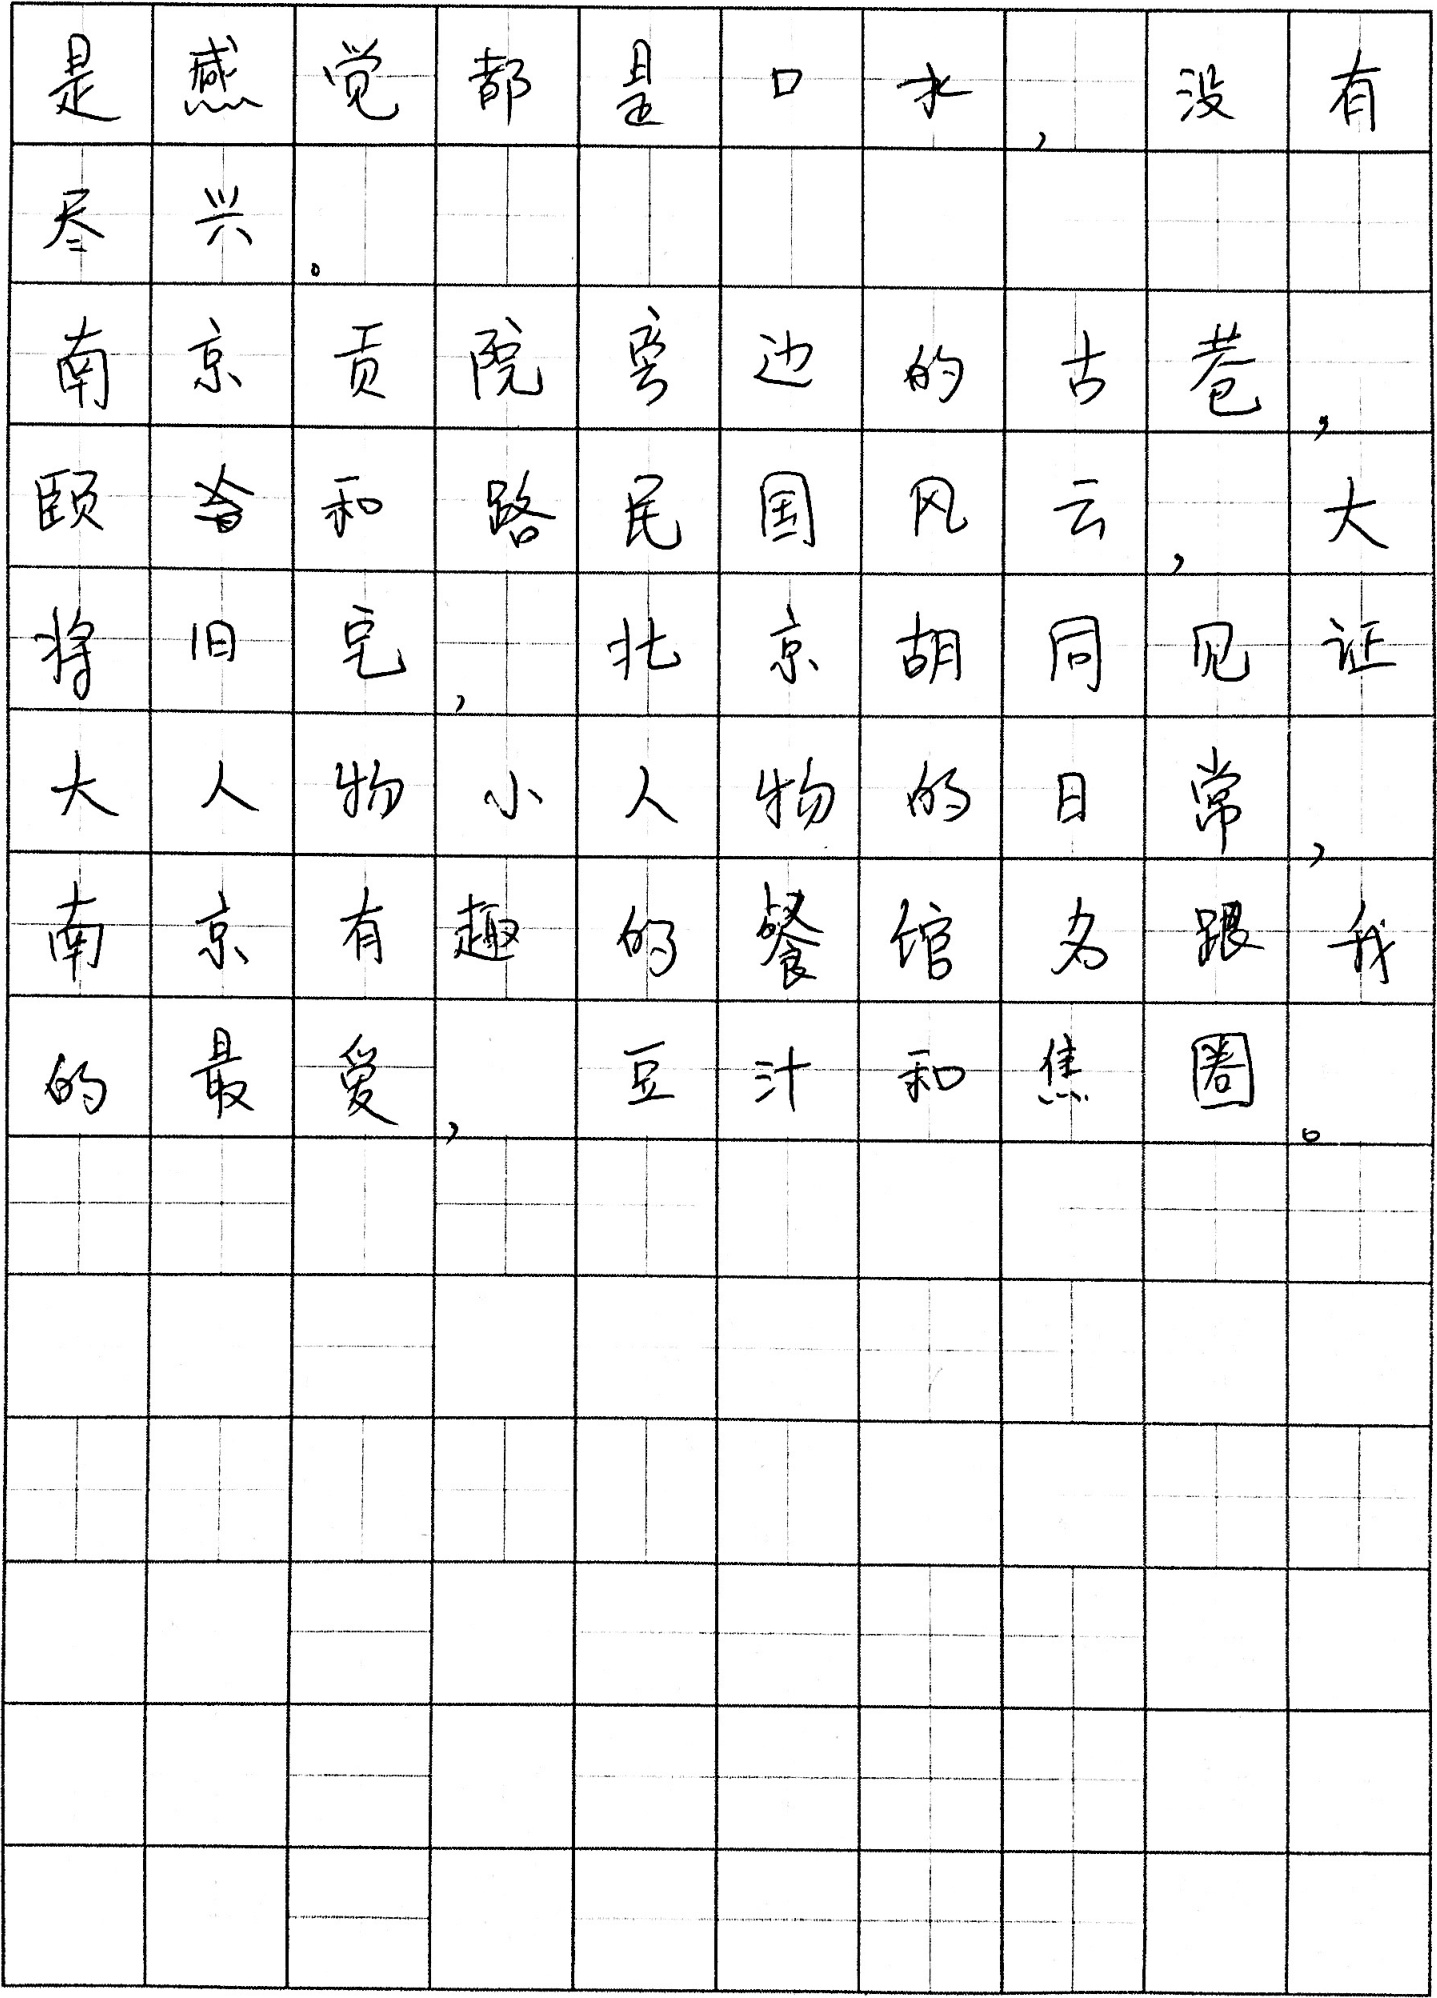 是感觉都是口水,没有
尽兴。
南京贡院旁边的古巷,
颐和路民国风云,大
将旧宅,北京胡同见证
大人物小人物的日常,
南京有趣的餐馆名跟我
的最爱,豆汁和焦圈。